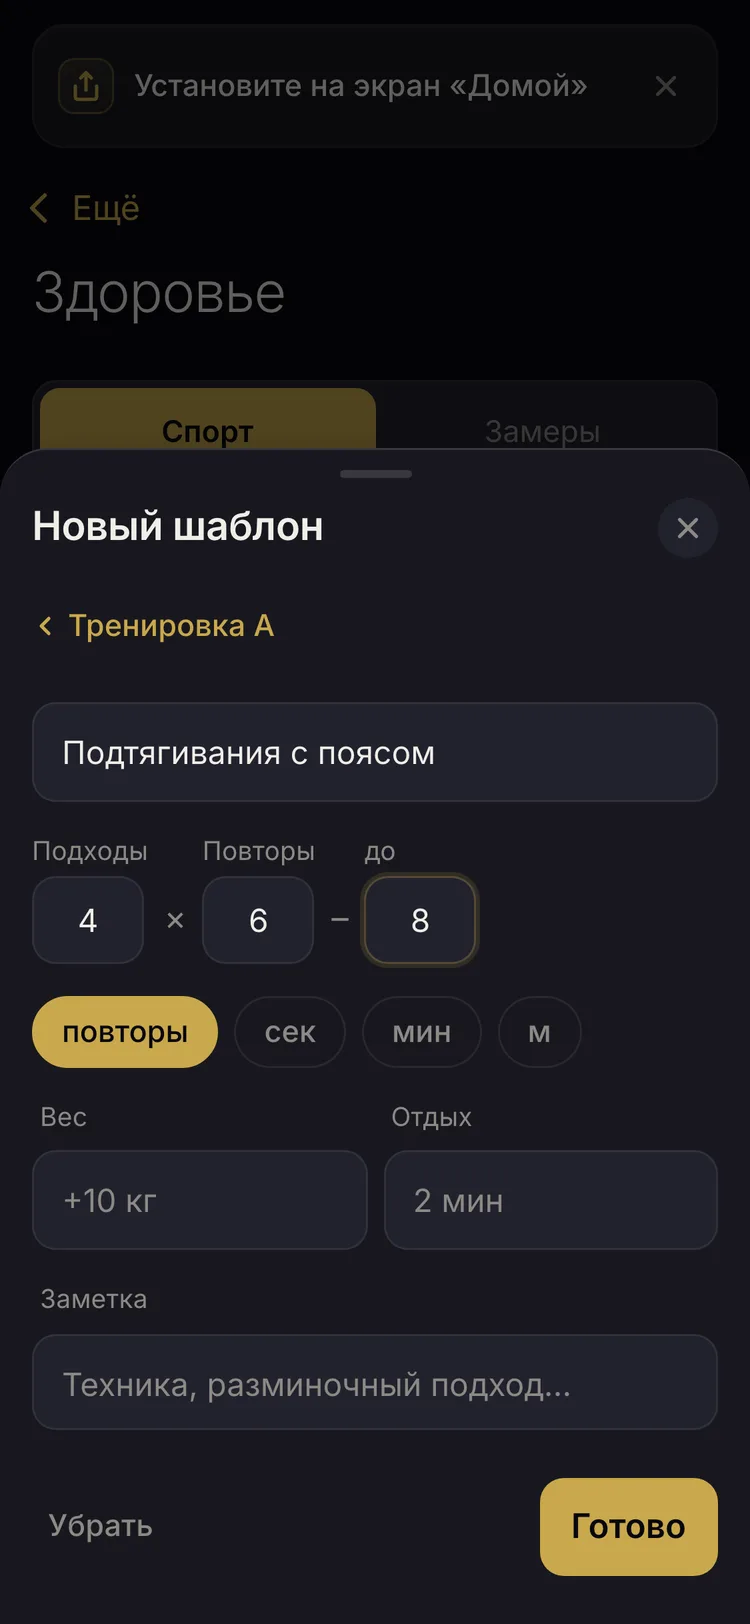 Установите на экран «Домой»
Ещё
Здоровье
Спорт
Замеры
Новый шаблон
Тренировка А
Подтягивания с поясом
Подходы Повторы до
4 × 6 – 8
повторы сек мин м
Вес Отдых
+10 кг 2 мин
Заметка
Техника, разминочный подход...
Убрать Готово